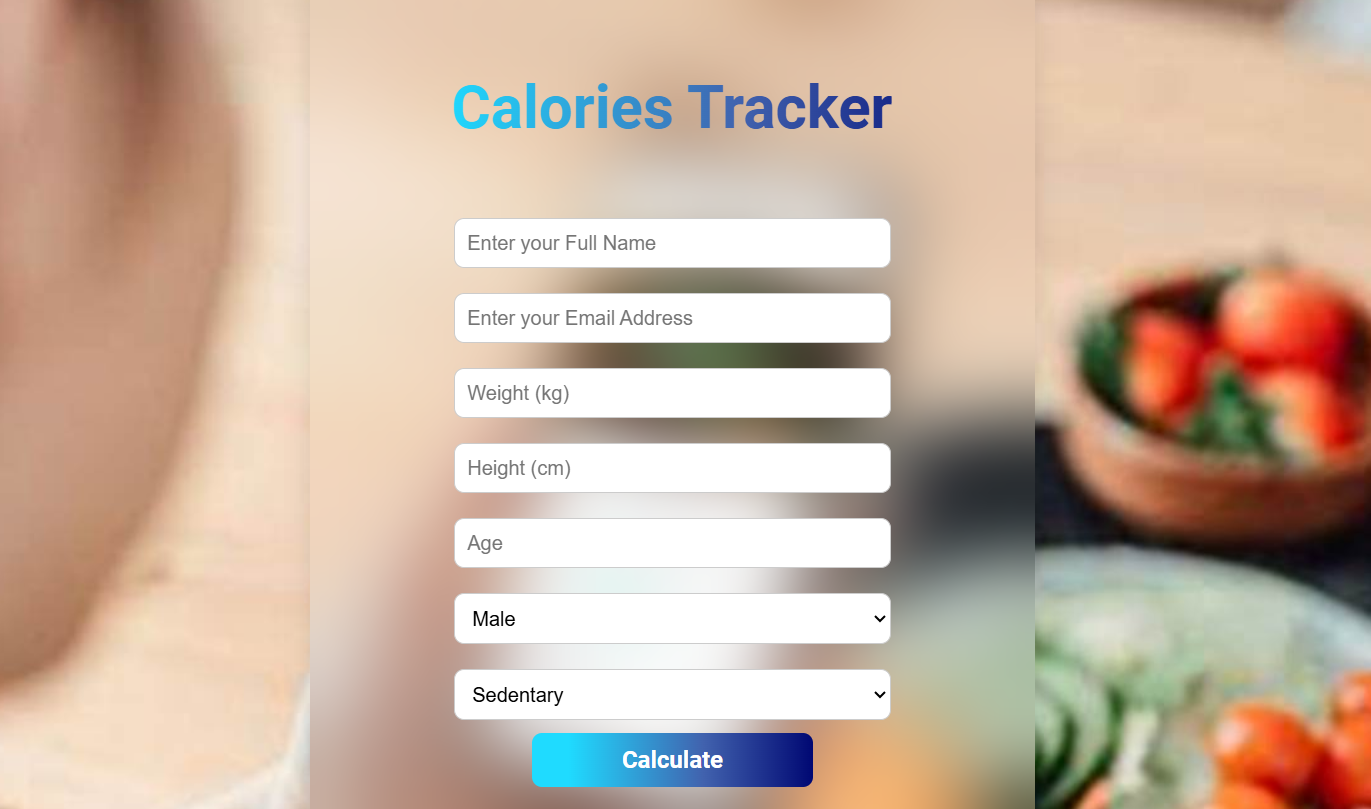 Calories Tracker
Enter your Full Name
Enter your Email Address
Weight (kg)
Height (cm)
Age
Male
Sedentary
Calculate